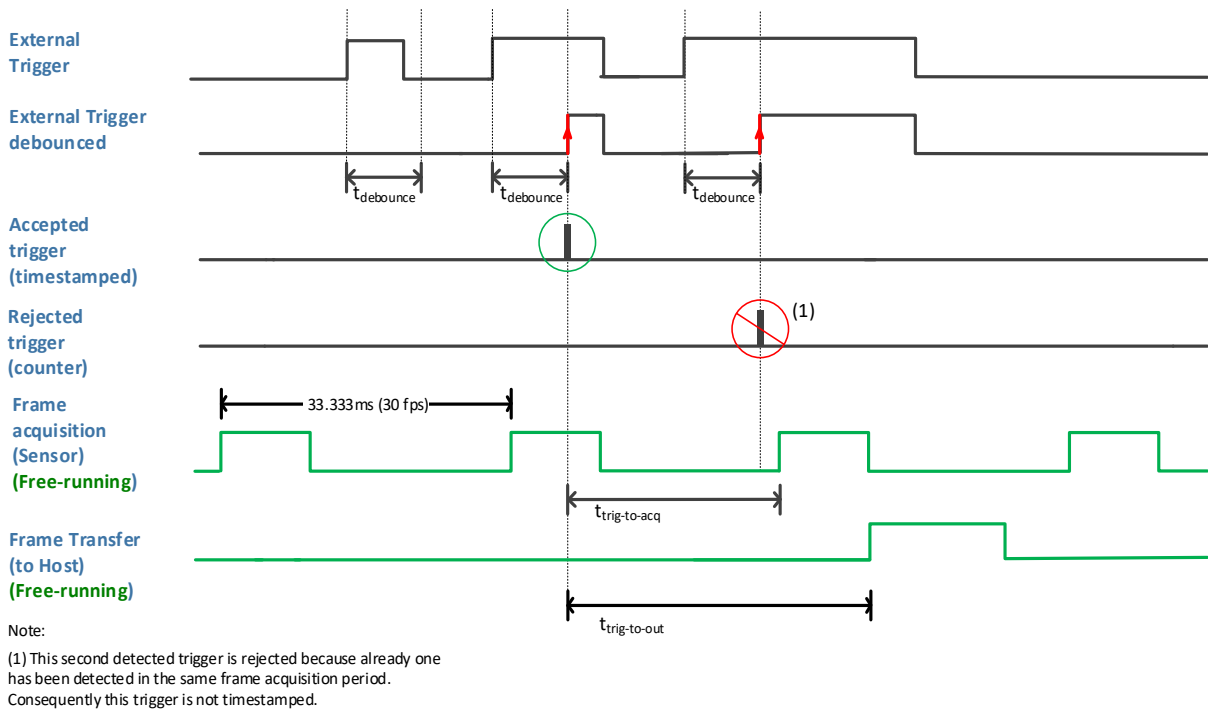 External
Trigger
External Trigger
debounced
tdebounce
tdebounce
tdebounce
Accepted
trigger
(timestamped)
Rejected
trigger
(counter)
(1)
Frame
acquisition
(Sensor)
(Free-running)
33.333ms (30 fps)
ttrig-to-acq
Frame Transfer
(to Host)
(Free-running)
ttrig-to-out
Note:
(1) This second detected trigger is rejected because already one
has been detected in the same frame acquisition period.
Consequently this trigger is not timestamped.